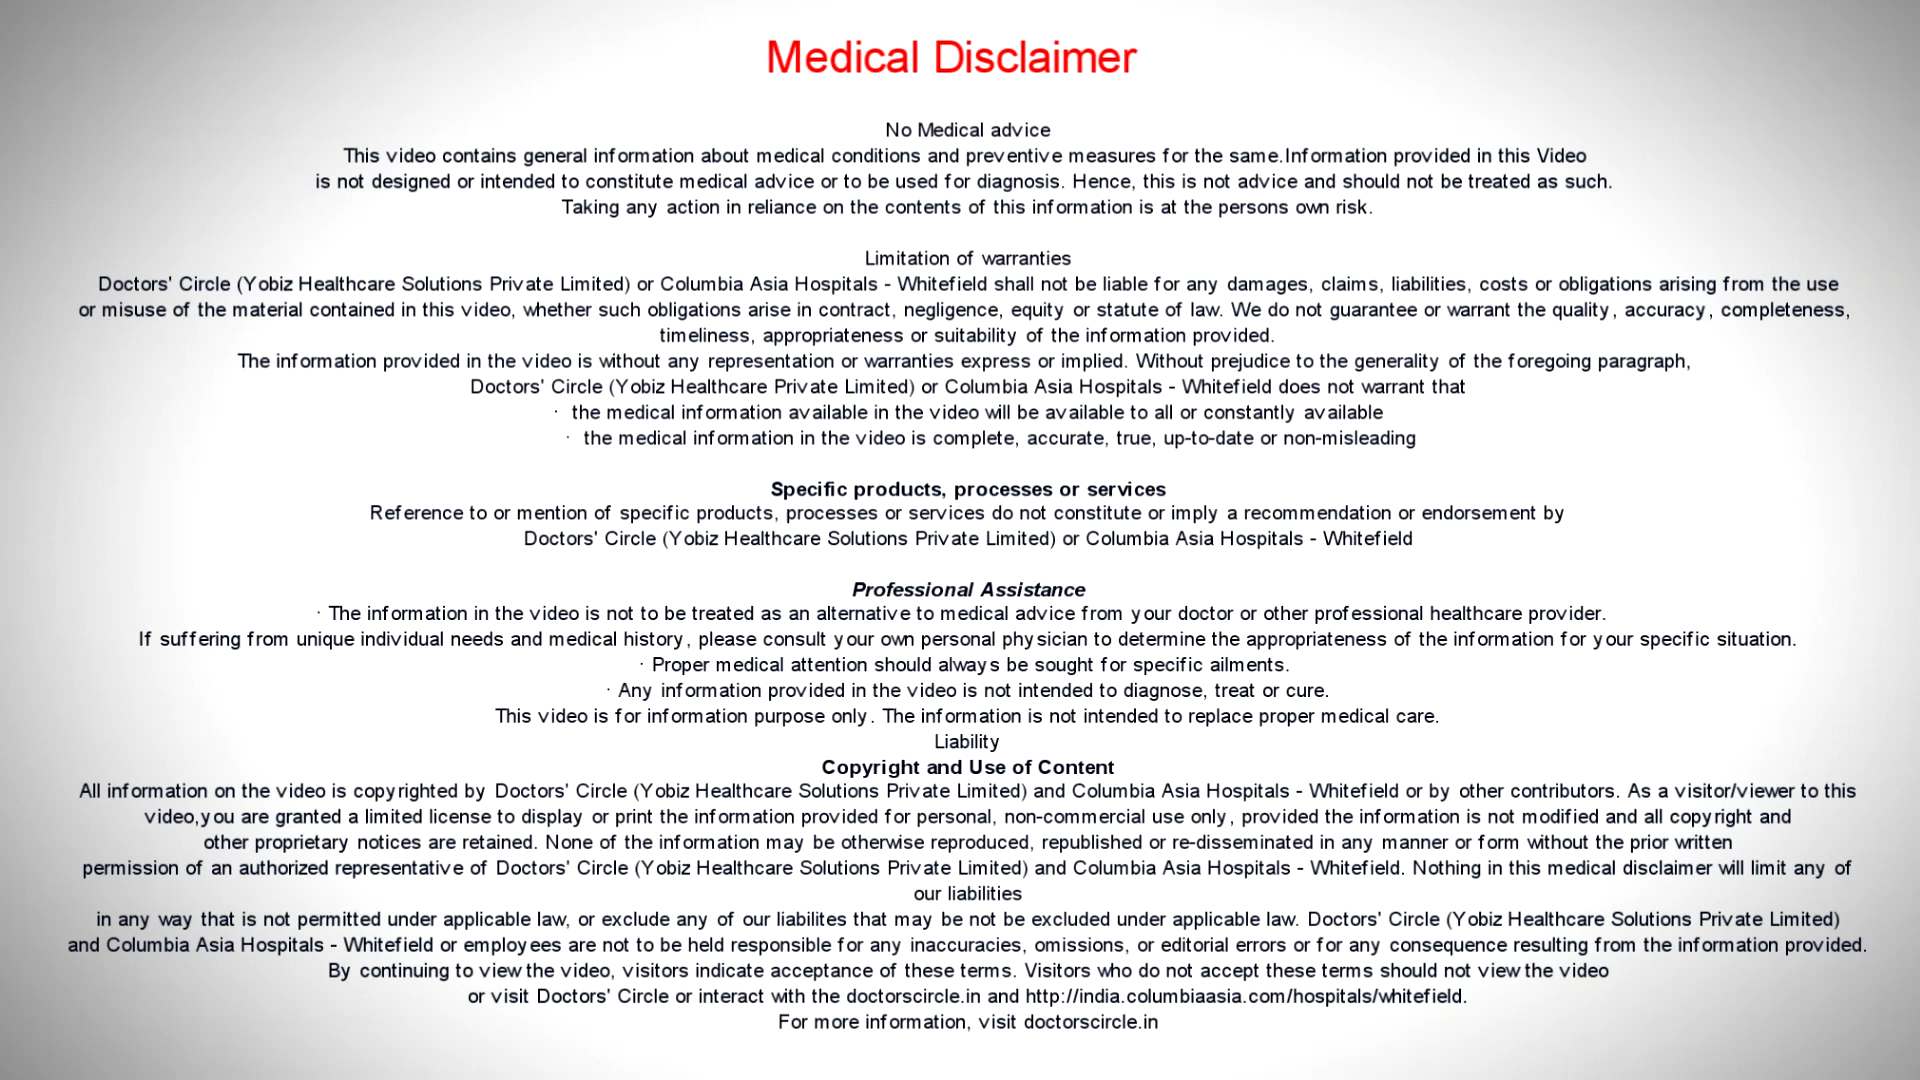 Medical Disclaimer
No Medical advice
This video contains general information about medical conditions and preventive measures for the same.Information provided in this Video
is not designed or intended to constitute medical advice or to be used for diagnosis. Hence, this is not advice and should not be treated as such.
Taking any action in reliance on the contents of this information is at the persons own risk.
Limitation of warranties
Doctors' Circle (Yobiz Healthcare Solutions Private Limited) or Columbia Asia Hospitals - Whitefield shall not be liable for any damages, claims, liabilities, costs or obligations arising from the use
or misuse of the material contained in this video, whether such obligations arise in contract, negligence, equity or statute of law. We do not guarantee or warrant the quality, accuracy, completeness,
timeliness, appropriateness or suitability of the information provided.
The information provided in the video is without any representation or warranties express or implied. Without prejudice to the generality of the foregoing paragraph,
Doctors' Circle (Yobiz Healthcare Private Limited) or Columbia Asia Hospitals - Whitefield does not warrant that
· the medical information available in the video will be available to all or constantly available
· the medical information in the video is complete, accurate, true, up-to-date or non-misleading
Specific products, processes or services
Reference to or mention of specific products, processes or services do not constitute or imply a recommendation or endorsement by
Doctors' Circle (Yobiz Healthcare Solutions Private Limited) or Columbia Asia Hospitals - Whitefield
Professional Assistance
· The information in the video is not to be treated as an alternative to medical advice from your doctor or other professional healthcare provider.
If suffering from unique individual needs and medical history, please consult your own personal physician to determine the appropriateness of the information for your specific situation.
· Proper medical attention should always be sought for specific ailments.
· Any information provided in the video is not intended to diagnose, treat or cure.
This video is for information purpose only. The information is not intended to replace proper medical care.
Liability
Copyright and Use of Content
All information on the video is copyrighted by Doctors' Circle (Yobiz Healthcare Solutions Private Limited) and Columbia Asia Hospitals - Whitefield or by other contributors. As a visitor/viewer to this
video,you are granted a limited license to display or print the information provided for personal, non-commercial use only, provided the information is not modified and all copyright and
other proprietary notices are retained. None of the information may be otherwise reproduced, republished or re-disseminated in any manner or form without the prior written
permission of an authorized representative of Doctors' Circle (Yobiz Healthcare Solutions Private Limited) and Columbia Asia Hospitals - Whitefield. Nothing in this medical disclaimer will limit any of
our liabilities
in any way that is not permitted under applicable law, or exclude any of our liabilites that may be not be excluded under applicable law. Doctors' Circle (Yobiz Healthcare Solutions Private Limited)
and Columbia Asia Hospitals - Whitefield or employees are not to be held responsible for any inaccuracies, omissions, or editorial errors or for any consequence resulting from the information provided.
By continuing to view the video, visitors indicate acceptance of these terms. Visitors who do not accept these terms should not view the video
or visit Doctors' Circle or interact with the doctorscircle.in and http://india.columbiaasia.com/hospitals/whitefield.
For more information, visit doctorscircle.in